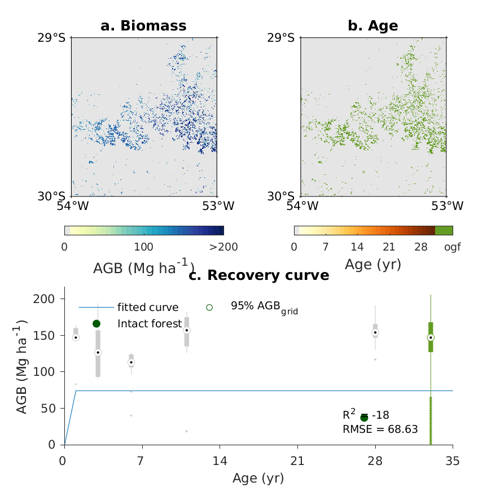 a. Biomass
b. Age
29°S
29°S
30°S
30°S
54°W
53°W
54°W
53°W
0
100
>200
0
7
14
21
28
ogf
AGB (Mg ha-1)
Age (yr)
c. Recovery curve
200
150
100
50
0
AGB (Mg ha-1)
fitted curve
95% AGBgrid
Intact forest
R2 = -18
RMSE = 68.63
0
7
14
21
28
35
Age (yr)